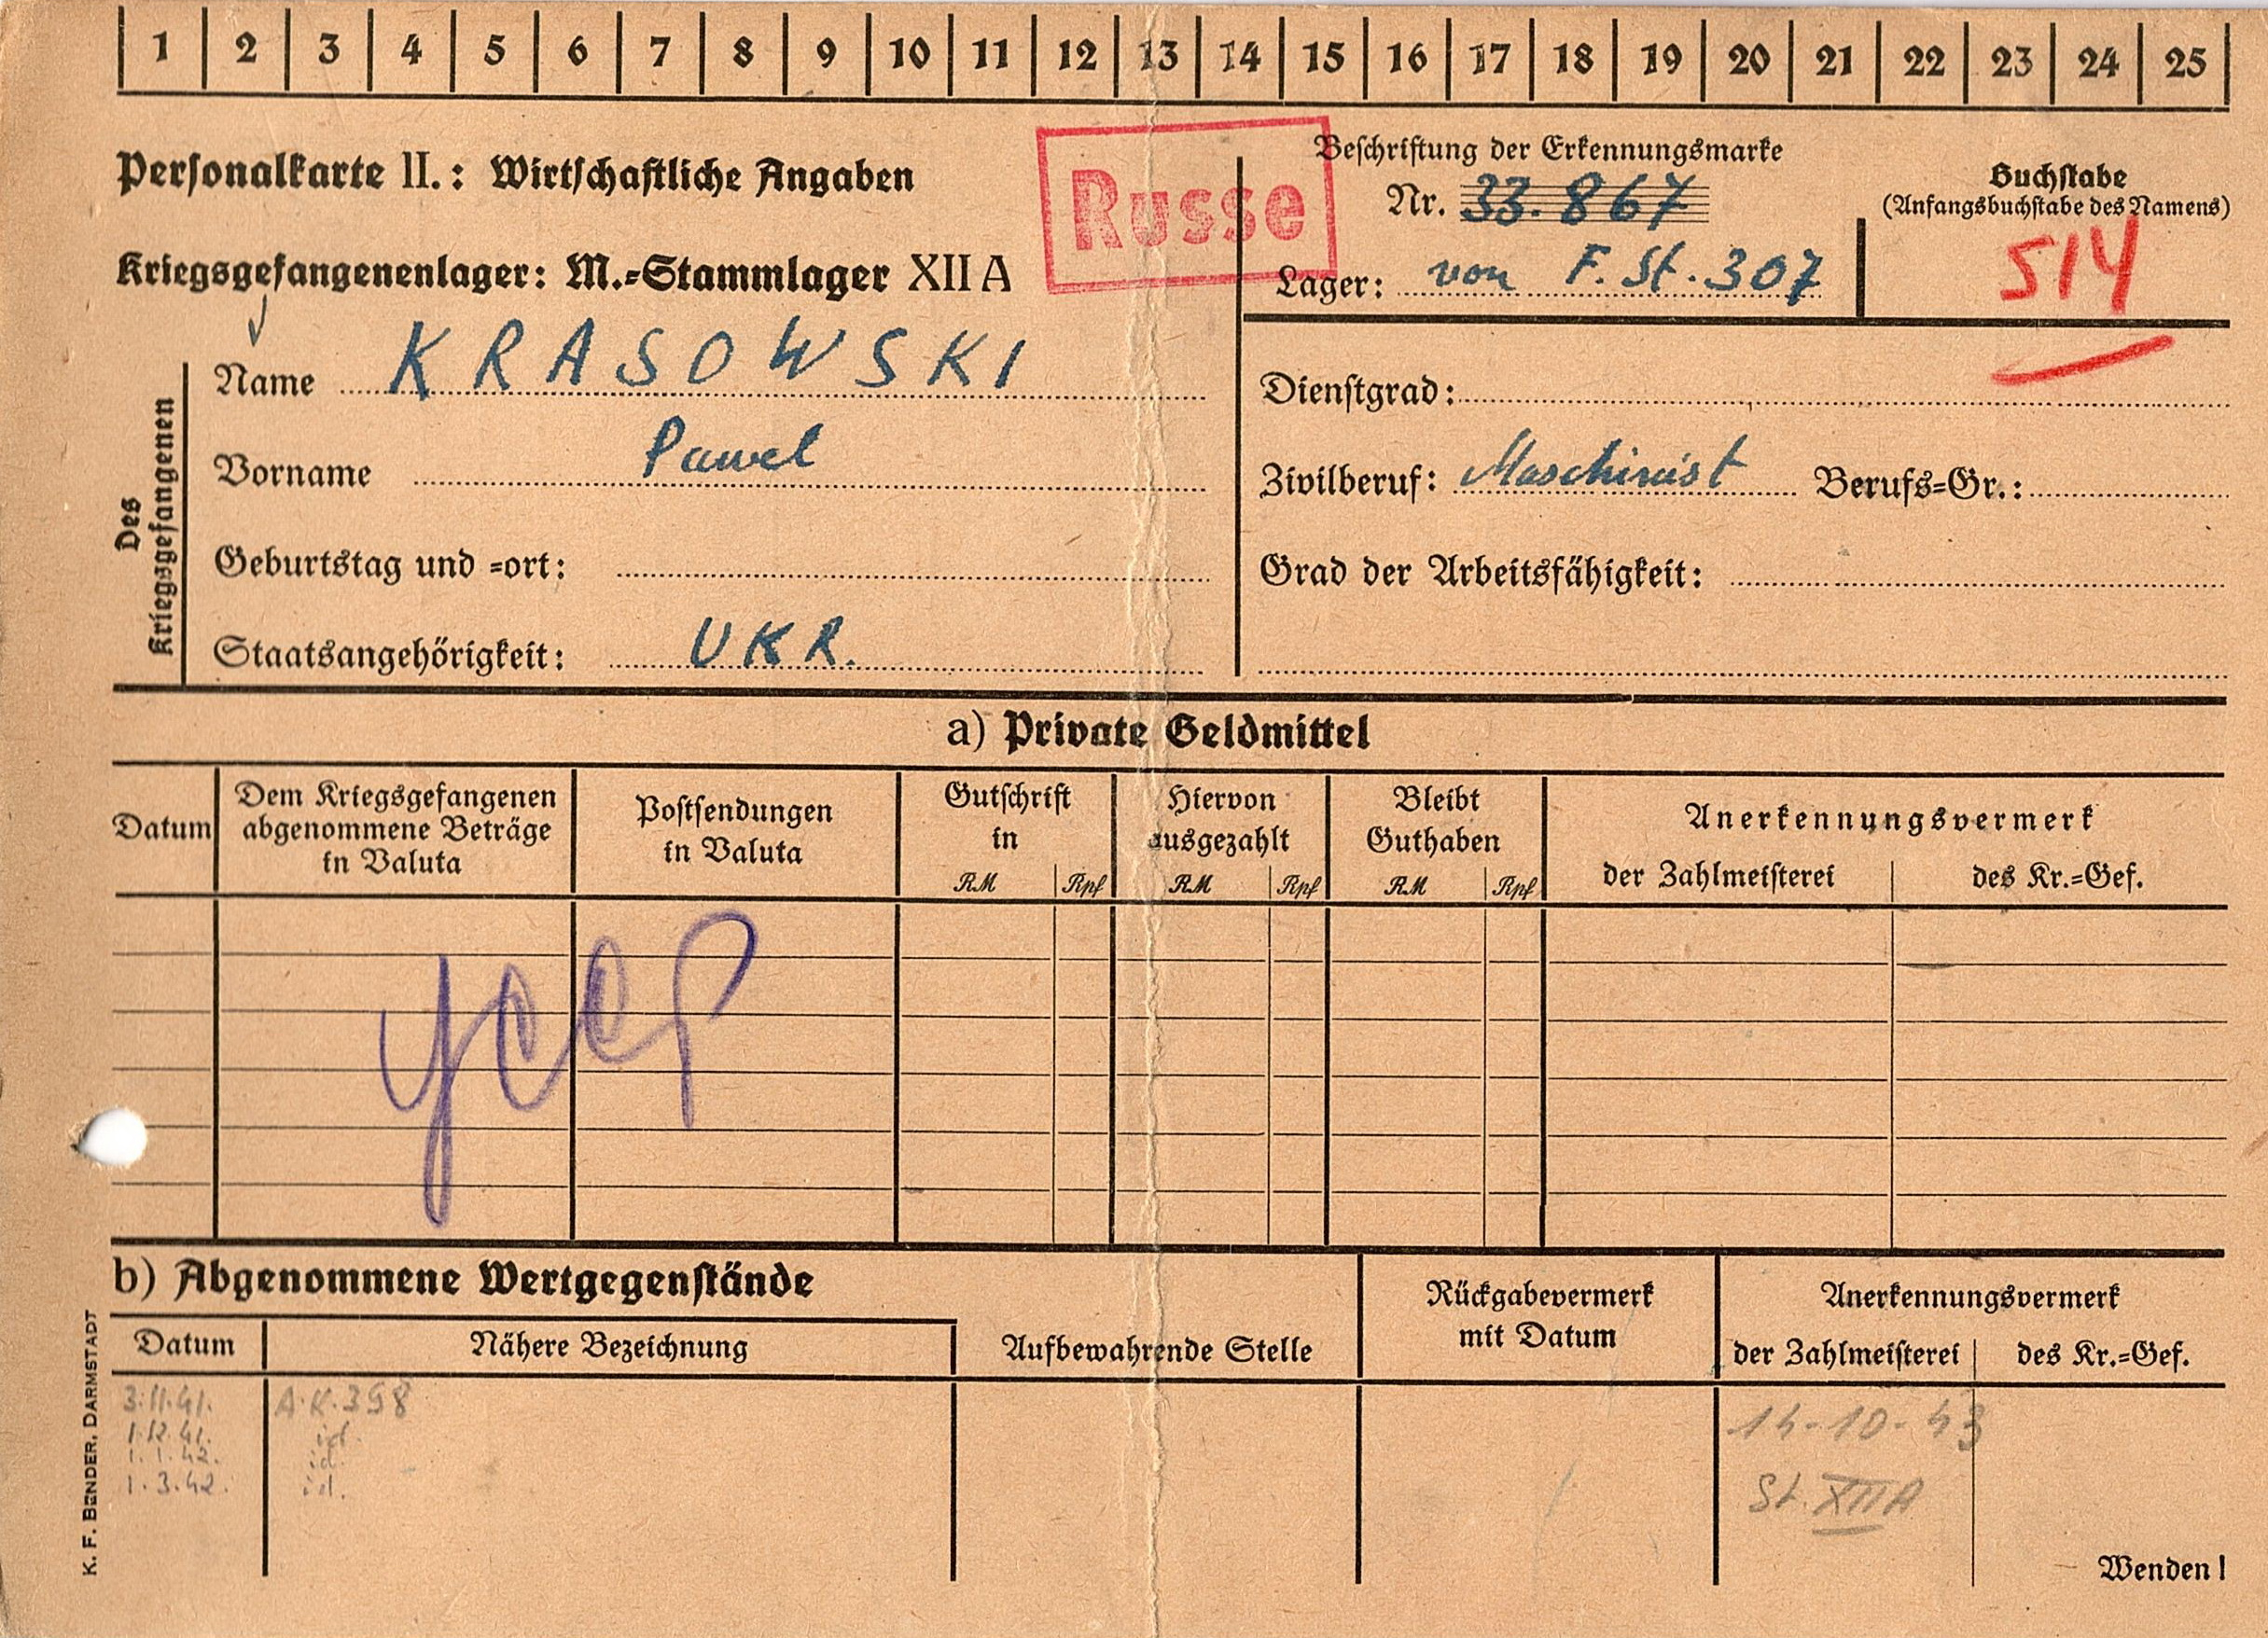 1 2 3 4 5 6 7 8 9 10 11 12 13 14 15 16 17 18 19 20 21 22 23 24 25
Personalkarte II.: Wirtschaftliche Angaben
Kriegsgefangenenlager: M.-Stammlager XII A
Russe
Beschriftung der Erkennungsmarke
Nr. 33.867
Lager: von F. St. 307
Buchstabe
(Anfangsbuchstabe des Namens)
514
Des
Kriegsgefangenen
Name KRASOWSKI
Vorname Pawel
Geburtstag und -ort:
Staatsangehörigkeit: UKR.
Dienstgrad:
Zivilberuf: Maschinist Berufs-Gr.:
Grad der Arbeitsfähigkeit:
a) Private Geldmittel
Datum
Dem Kriegsgefangenen
abgenommene Beträge
in Valuta
Postsendungen
in Valuta
Gutschrift
in
RM Rpf
Hiervon
ausgezahlt
RM Rpf
Bleibt
Guthaben
RM Rpf
Anerkennungsvermerk
der Zahlmeisterei des Kr.-Gef.
УССР
b) Abgenommene Wertgegenstände
Datum
Nähere Bezeichnung
Aufbewahrende Stelle
Rückgabevermerk
mit Datum
Anerkennungsvermerk
der Zahlmeisterei des Kr.-Gef.
3.11.41. A.K. 398
1.12.41. id.
1.1.42. id.
1.3.42. id.
14-10-43
St. XIIA
Wenden!
K. F. BENDER, DARMSTADT